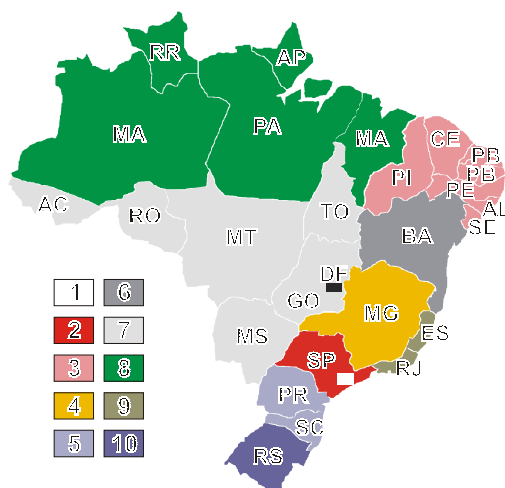 RR
AP
MA
PA
MA
CE
PB
PB
PI
PE
AL
SE
AC
RO
TO
MT
BA
DF
GO
MG
ES
MS
RJ
SP
PR
SC
RS
1
6
2
7
3
8
4
9
5
10